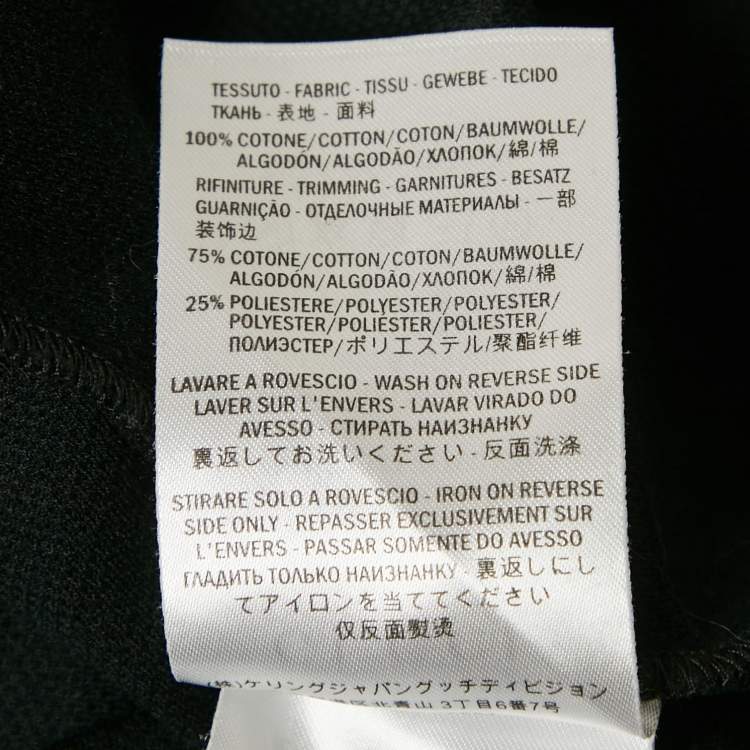 TESSUTO - FABRIC - TISSU - GEWEBE - TECIDO
ТКАНЬ - 表地 - 面料
100% COTONE/COTTON/COTON/BAUMWOLLE/
ALGODÓN/ALGODÃO/ХЛОПОК/綿/棉
RIFINITURE - TRIMMING - GARNITURES - BESATZ
GUARNIÇÃO - ОТДЕЛОЧНЫЕ МАТЕРИАЛЫ - 一部
装饰边
75% COTONE/COTTON/COTON/BAUMWOLLE/
ALGODÓN/ALGODÃO/ХЛОПОК/綿/棉
25% POLIESTERE/POLYESTER/POLYESTER/
POLYESTER/POLIÉSTER/POLIESTER/
ПОЛИЭСТЕР/ポリエステル/聚酯纤维
LAVARE A ROVESCIO - WASH ON REVERSE SIDE
LAVER SUR L'ENVERS - LAVAR VIRADO DO
AVESSO - СТИРАТЬ НАИЗНАНКУ
裏返してお洗いください - 反面洗涤
STIRARE SOLO A ROVESCIO - IRON ON REVERSE
SIDE ONLY - REPASSER EXCLUSIVEMENT SUR
L'ENVERS - PASSAR SOMENTE DO AVESSO
ГЛАДИТЬ ТОЛЬКО НАИЗНАНКУ - 裏返しにし
てアイロンを当ててください
仅反面熨烫
(株)ケリングジャパングッチディビジョン
北青山3丁目6番7号